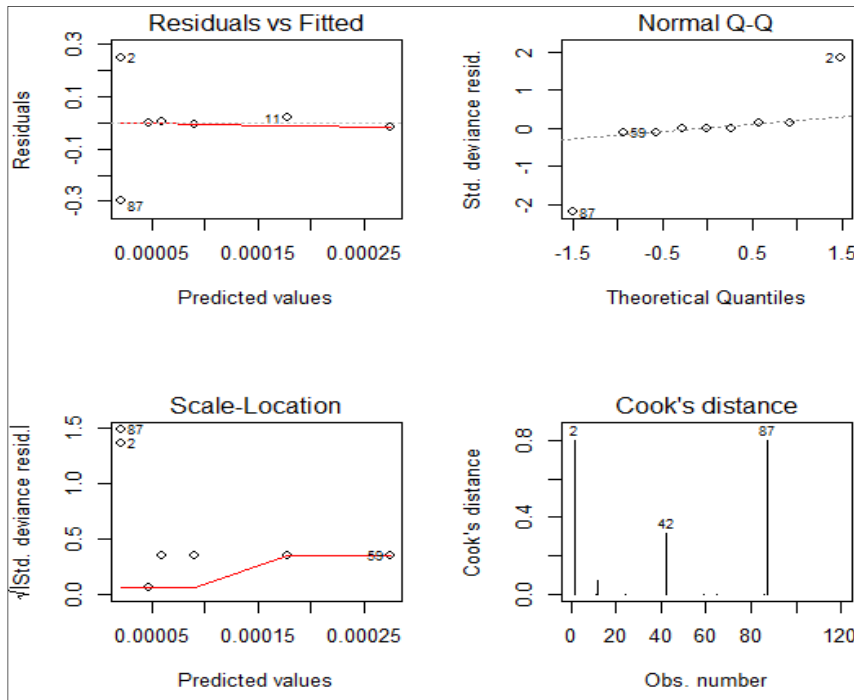 Residuals vs Fitted
Residuals
0.3
-0.1
-0.3
2
11
87
0.00005 0.00015 0.00025
Predicted values
Normal Q-Q
Std. deviance resid.
2
1
0
-1
-2
2
59
87
-1.5 -0.5 0.5 1.5
Theoretical Quantiles
Scale-Location
√|Std. deviance resid.|
1.5
1.0
0.5
0.0
87
2
59
0.00005 0.00015 0.00025
Predicted values
Cook's distance
Cook's distance
0.8
0.4
0.0
2
87
42
0 20 40 60 80 120
Obs. number